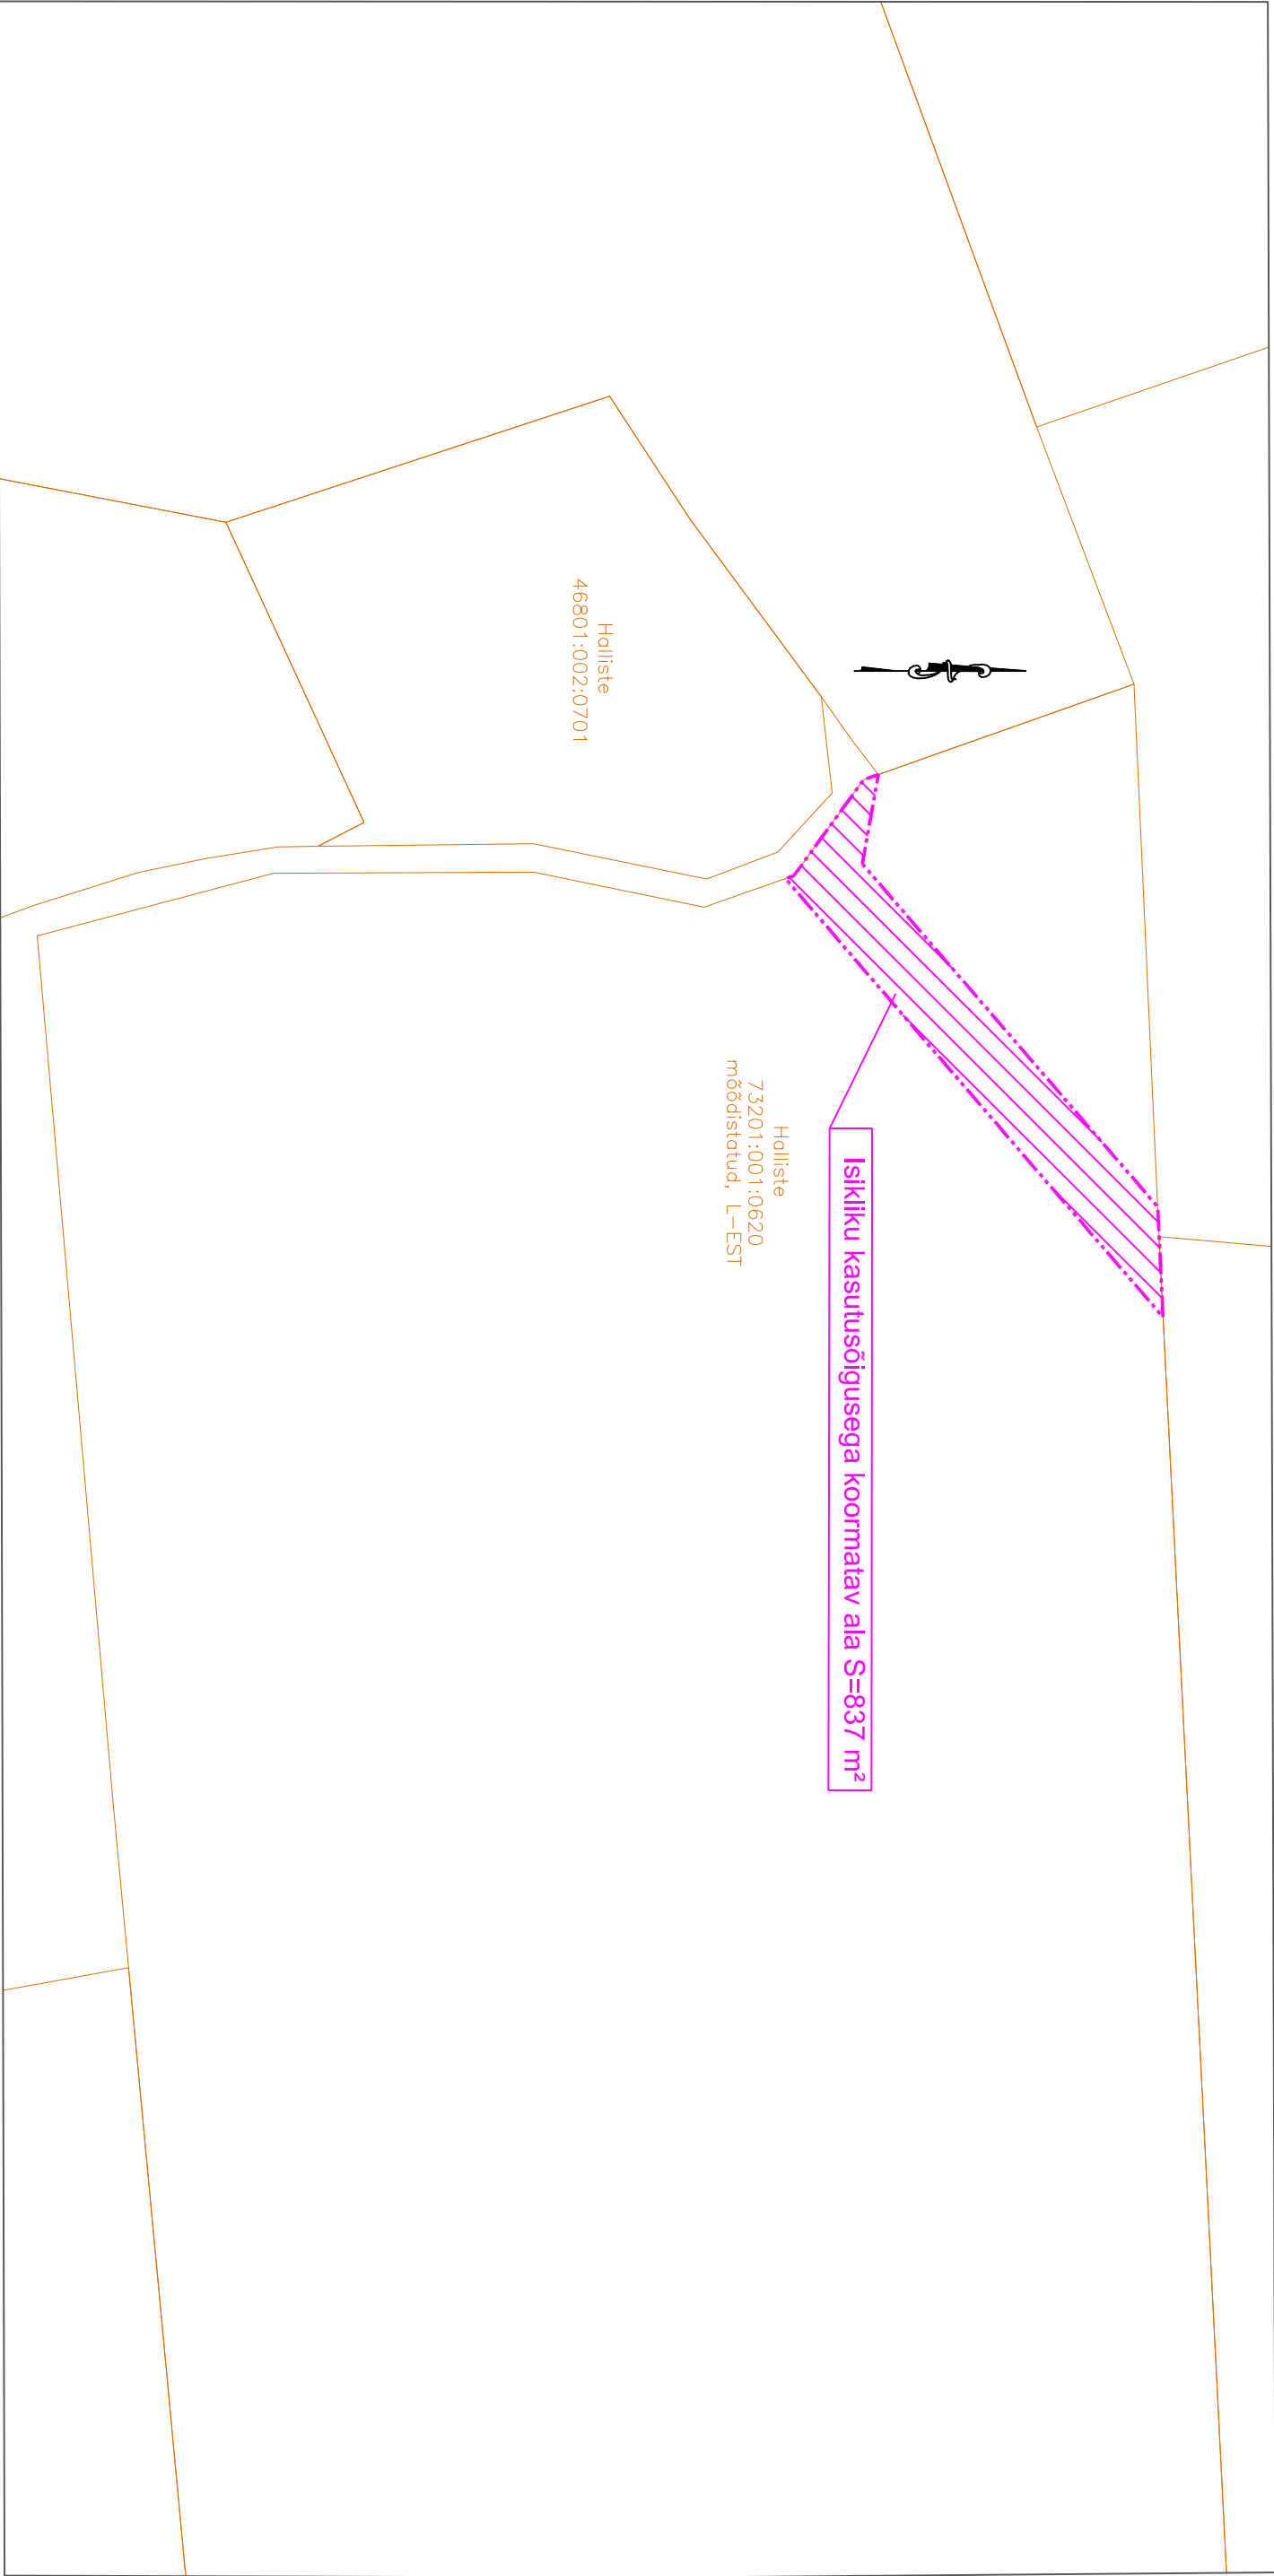 Halliste
46801:002:0701
Halliste
73201:001:0620
mõõdistatud, L-EST
Isikliku kasutusõigusega koormatav ala S=837 m²